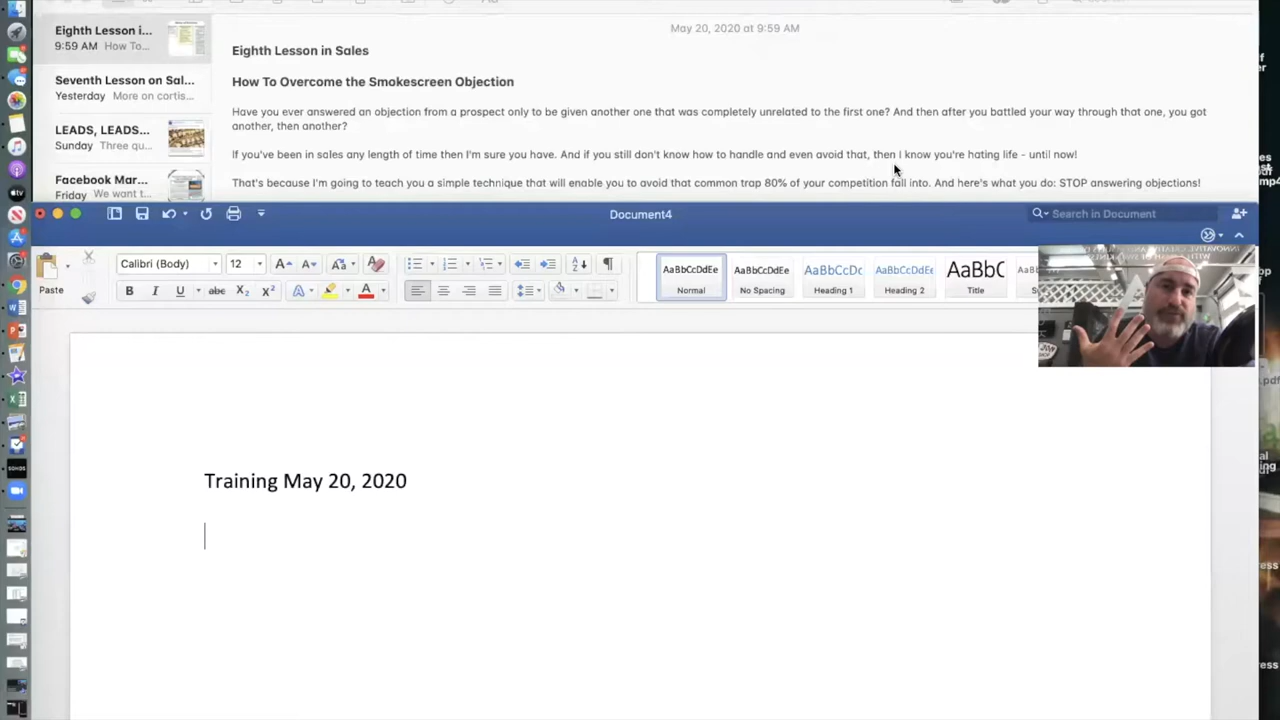 May 20, 2020 at 9:59 AM
Eighth Lesson i...
9:59 AM How To...
Seventh Lesson on Sal...
Yesterday More on cortis...
LEADS, LEADS...
Sunday Three qu...
Facebook Mar...
Friday We want t...
Eighth Lesson in Sales
How To Overcome the Smokescreen Objection
Have you ever answered an objection from a prospect only to be given another one that was completely unrelated to the first one? And then after you battled your way through that one, you got
another, then another?
If you've been in sales any length of time then I'm sure you have. And if you still don't know how to handle and even avoid that, then I know you're hating life - until now!
That's because I'm going to teach you a simple technique that will enable you to avoid that common trap 80% of your competition fall into. And here's what you do: STOP answering objections!
Document4
Search in Document
Paste
Calibri (Body)
12
AaBbCcDdEe
Normal
AaBbCcDdEe
No Spacing
AaBbCcDc
Heading 1
AaBbCcDdEe
Heading 2
AaBbC
Title
Training May 20, 2020
.pdf
ress
ress